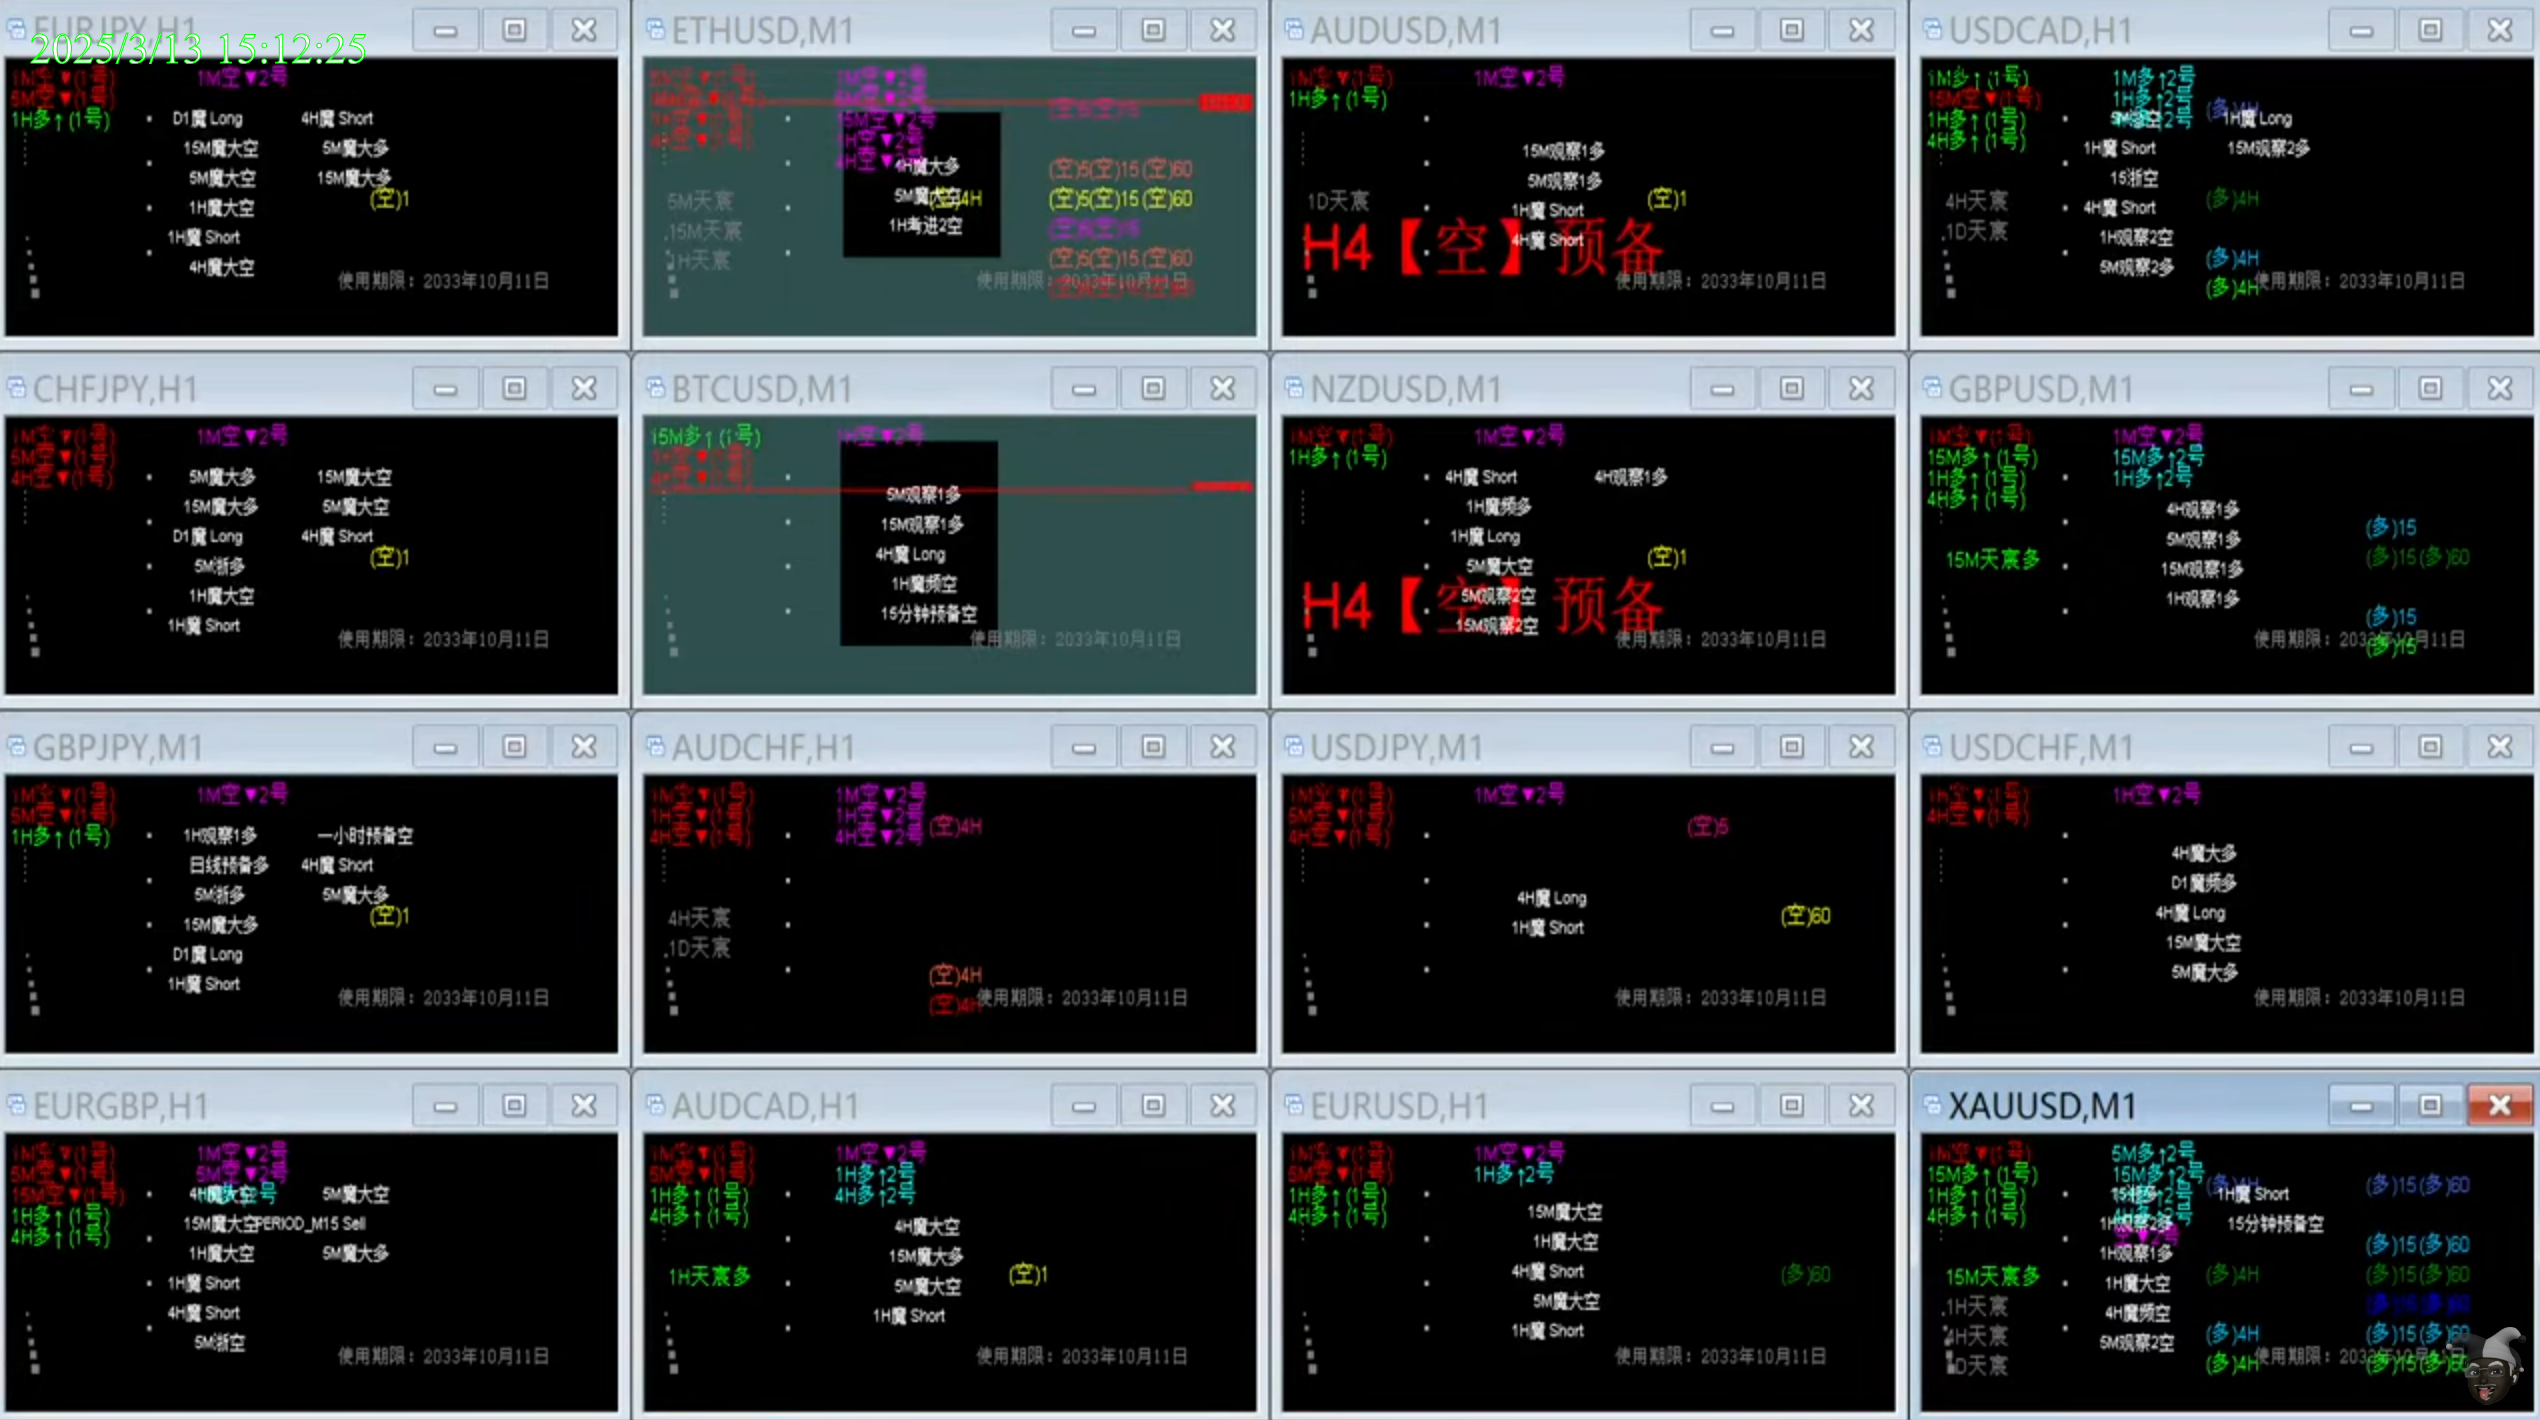 EURJPY,H1
2025/3/13 15:12:25
1M空▼(1号)
5M空▼(1号)
1H多↑(1号)
1M空▼2号
D1魔 Long 4H魔 Short
15M魔大空 5M魔大多
5M魔大空 15M魔大多
(空)1
1H魔大空
1H魔 Short
4H魔大空
使用期限：2033年10月11日
ETHUSD,M1
15M空▼2号
4H魔大多
(空)5(空)15(空)60
5M天宸
5M魔大空
(空)5(空)15(空)60
15M天宸
1H考进2空
1H天宸
(空)5(空)15(空)60
AUDUSD,M1
1M空▼(1号)
1H多↑(1号)
1M空▼2号
15M观察1多
5M观察1多
1D天宸
1H魔 Short
(空)1
H4【空】预备
4H魔 Short
使用期限：2033年10月11日
USDCAD,H1
1M多↑(1号)
15M空▼(1号)
1H多↑(1号)
4H多↑(1号)
1M多↑2号
1H多↑2号
(多)4H
1H魔 Long
1H魔 Short 15M观察2多
15浙空
4H天宸
4H魔 Short
(多)4H
1D天宸
1H观察2空
(多)4H
5M观察2多
(多)4H
使用期限：2033年10月11日
CHFJPY,H1
1M空▼(1号)
5M空▼(1号)
4H空▼(1号)
1M空▼2号
5M魔大多 15M魔大空
15M魔大多 5M魔大空
D1魔 Long 4H魔 Short
(空)1
5M浙多
1H魔大空
1H魔 Short
使用期限：2033年10月11日
BTCUSD,M1
15M多↑(1号)
1H空▼(1号)
4H空▼(1号)
1H空▼2号
5M观察1多
15M观察1多
4H魔 Long
1H魔频空
15分钟预备空
使用期限：2033年10月11日
NZDUSD,M1
1M空▼(1号)
1H多↑(1号)
1M空▼2号
4H魔 Short 4H观察1多
1H魔频多
1H魔 Long
(空)1
5M魔大空
H4【空】预备
5M观察2空
15M观察2空
使用期限：2033年10月11日
GBPUSD,M1
1M空▼(1号)
15M多↑(1号)
1H多↑(1号)
4H多↑(1号)
1M空▼2号
15M多↑2号
1H多↑2号
4H观察1多
(多)15
5M观察1多
15M天宸多
15M观察1多
(多)15(多)60
1H观察1多
(多)15
(多)15
GBPJPY,M1
1M空▼(1号)
5M空▼(1号)
1H多↑(1号)
1M空▼2号
1H观察1多 一小时预备空
日线预备多 4H魔 Short
5M浙多 5M魔大多
(空)1
15M魔大多
D1魔 Long
1H魔 Short
使用期限：2033年10月11日
AUDCHF,H1
1M空▼(1号)
1H空▼(1号)
4H空▼(1号)
1M空▼2号
1H空▼2号
4H空▼2号
(空)4H
4H天宸
1D天宸
(空)4H
(空)4H
使用期限：2033年10月11日
USDJPY,M1
1M空▼(1号)
5M空▼(1号)
4H空▼(1号)
1M空▼2号
(空)5
4H魔 Long
(空)60
1H魔 Short
使用期限：2033年10月11日
USDCHF,M1
1H空▼(1号)
4H空▼(1号)
1H空▼2号
4H魔大多
D1魔频多
4H魔 Long
15M魔大空
5M魔大多
使用期限：2033年10月11日
EURGBP,H1
1M空▼(1号)
5M空▼(1号)
15M空▼(1号)
1H多↑(1号)
4H多↑(1号)
1M空▼2号
5M空▼2号
4H魔大空 5M魔大空
15M魔大空PERIOD_M15 Sell
1H魔大空 5M魔大多
1H魔 Short
4H魔 Short
5M浙空
使用期限：2033年10月11日
AUDCAD,H1
1M空▼(1号)
5M空▼(1号)
1H多↑(1号)
4H多↑(1号)
1M空▼2号
1H多↑2号
4H多↑2号
4H魔大空
15M魔大多
1H天宸多
5M魔大空
(空)1
1H魔 Short
使用期限：2033年10月11日
EURUSD,H1
1M空▼(1号)
5M空▼(1号)
1H多↑(1号)
4H多↑(1号)
1M空▼2号
1H多↑2号
15M魔大空
1H魔大空
4H魔 Short
(多)60
5M魔大空
1H魔 Short
使用期限：2033年10月11日
XAUUSD,M1
1M空▼(1号)
15M多↑(1号)
1H多↑(1号)
4H多↑(1号)
5M多↑2号
15M多↑2号
1H魔 Short
(多)15(多)60
1H观察2多 15分钟预备空
1H观察1多
(多)15(多)60
15M天宸多
1H魔大空
(多)4H
(多)15(多)60
1H天宸
4H魔频空
(多)15(多)60
4H天宸
5M观察2空
(多)4H
(多)15(多)60
1D天宸
(多)4H
(多)15(多)60